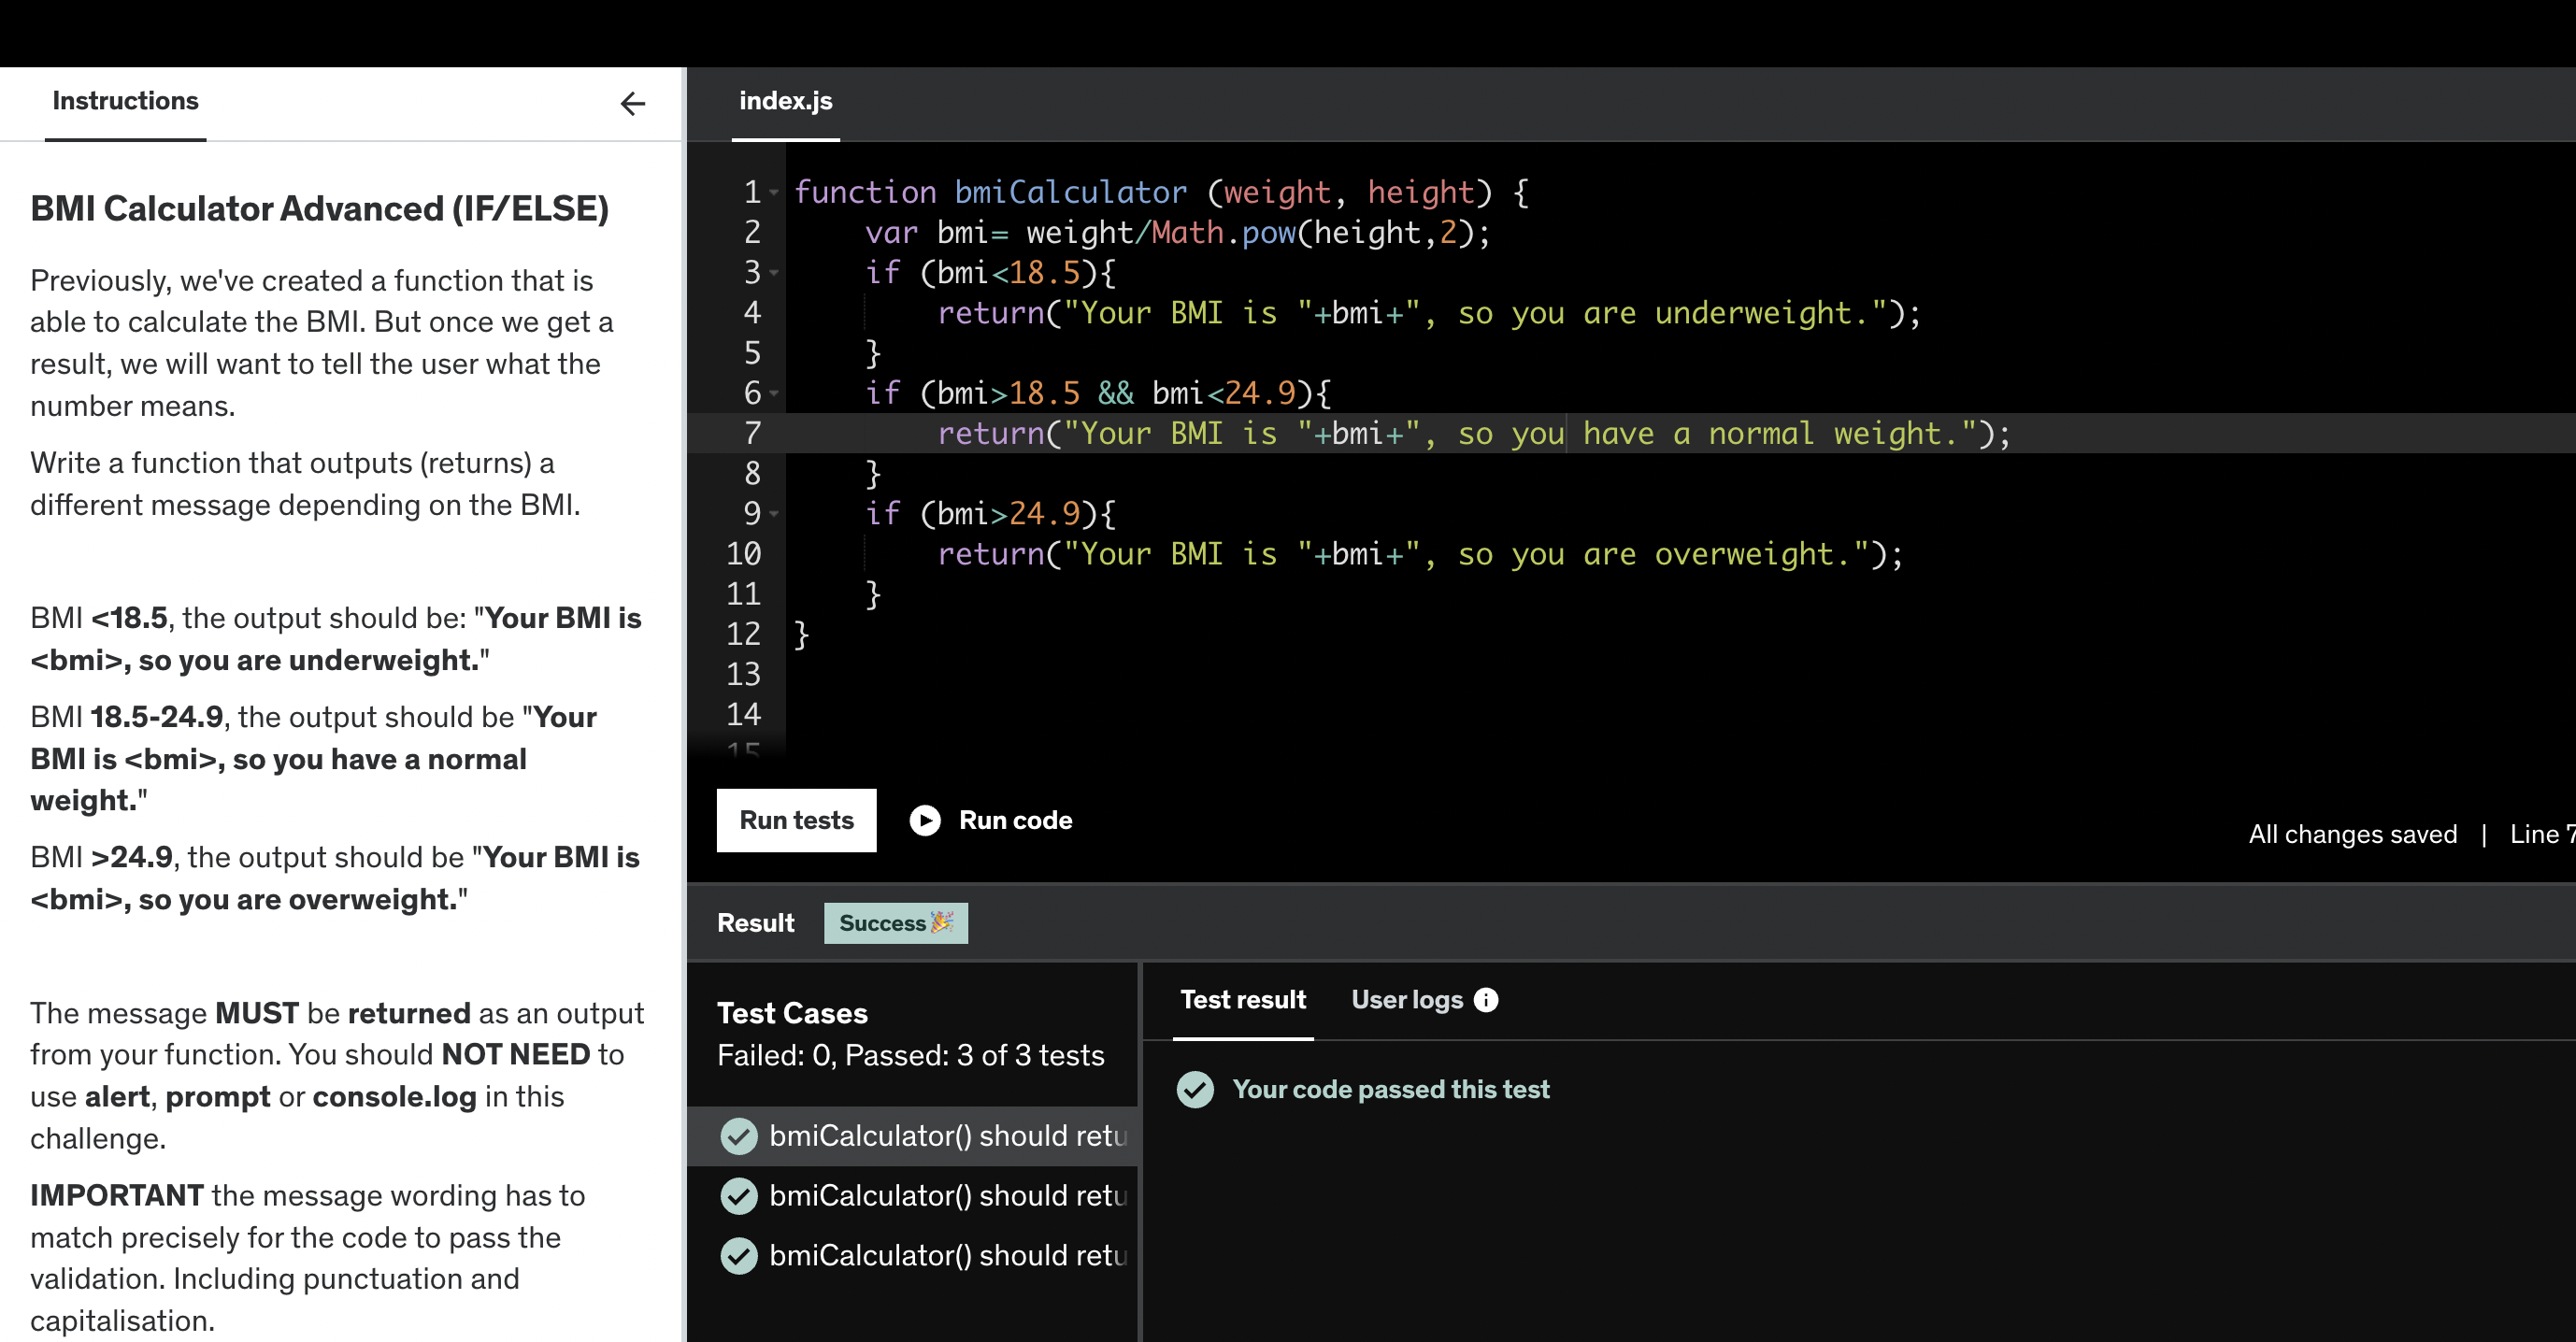 Instructions
BMI Calculator Advanced (IF/ELSE)
Previously, we've created a function that is
able to calculate the BMI. But once we get a
result, we will want to tell the user what the
number means.
Write a function that outputs (returns) a
different message depending on the BMI.
BMI <18.5, the output should be: "Your BMI is
<bmi>, so you are underweight."
BMI 18.5-24.9, the output should be "Your
BMI is <bmi>, so you have a normal
weight."
BMI >24.9, the output should be "Your BMI is
<bmi>, so you are overweight."
The message MUST be returned as an output
from your function. You should NOT NEED to
use alert, prompt or console.log in this
challenge.
IMPORTANT the message wording has to
match precisely for the code to pass the
validation. Including punctuation and
capitalisation.
index.js
1 function bmiCalculator (weight, height) {
2 var bmi= weight/Math.pow(height,2);
3 if (bmi<18.5){
4 return("Your BMI is "+bmi+", so you are underweight.");
5 }
6 if (bmi>18.5 && bmi<24.9){
7 return("Your BMI is "+bmi+", so you have a normal weight.");
8 }
9 if (bmi>24.9){
10 return("Your BMI is "+bmi+", so you are overweight.");
11 }
12 }
13
14
15
Run tests
Run code
All changes saved | Line 7
Result
Success
Test Cases
Failed: 0, Passed: 3 of 3 tests
bmiCalculator() should retu
bmiCalculator() should retu
bmiCalculator() should retu
Test result
User logs
Your code passed this test